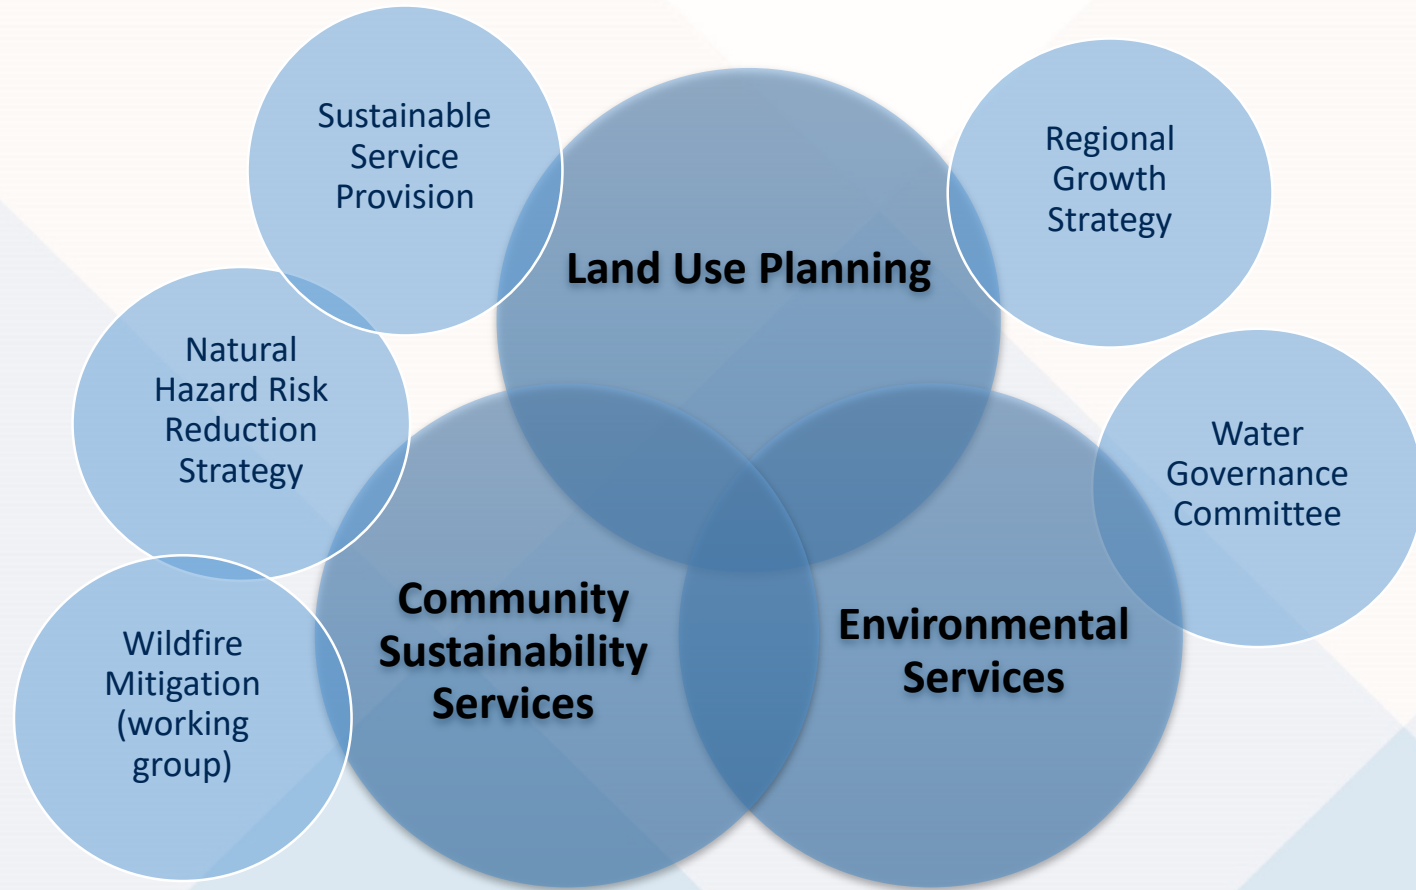 Sustainable
Service
Provision
Regional
Growth
Strategy
Land Use Planning
Natural
Hazard Risk
Reduction
Strategy
Water
Governance
Committee
Community
Sustainability
Services
Environmental
Services
Wildfire
Mitigation
(working
group)